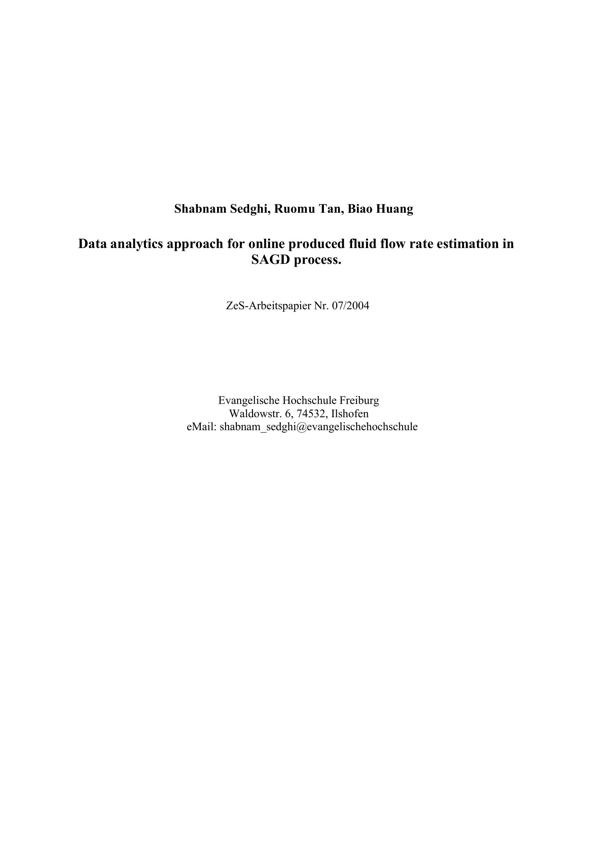 Shabnam Sedghi, Ruomu Tan, Biao Huang
Data analytics approach for online produced fluid flow rate estimation in
SAGD process.
ZeS-Arbeitspapier Nr. 07/2004
Evangelische Hochschule Freiburg
Waldowstr. 6, 74532, Ilshofen
eMail: shabnam_sedghi@evangelischehochschule